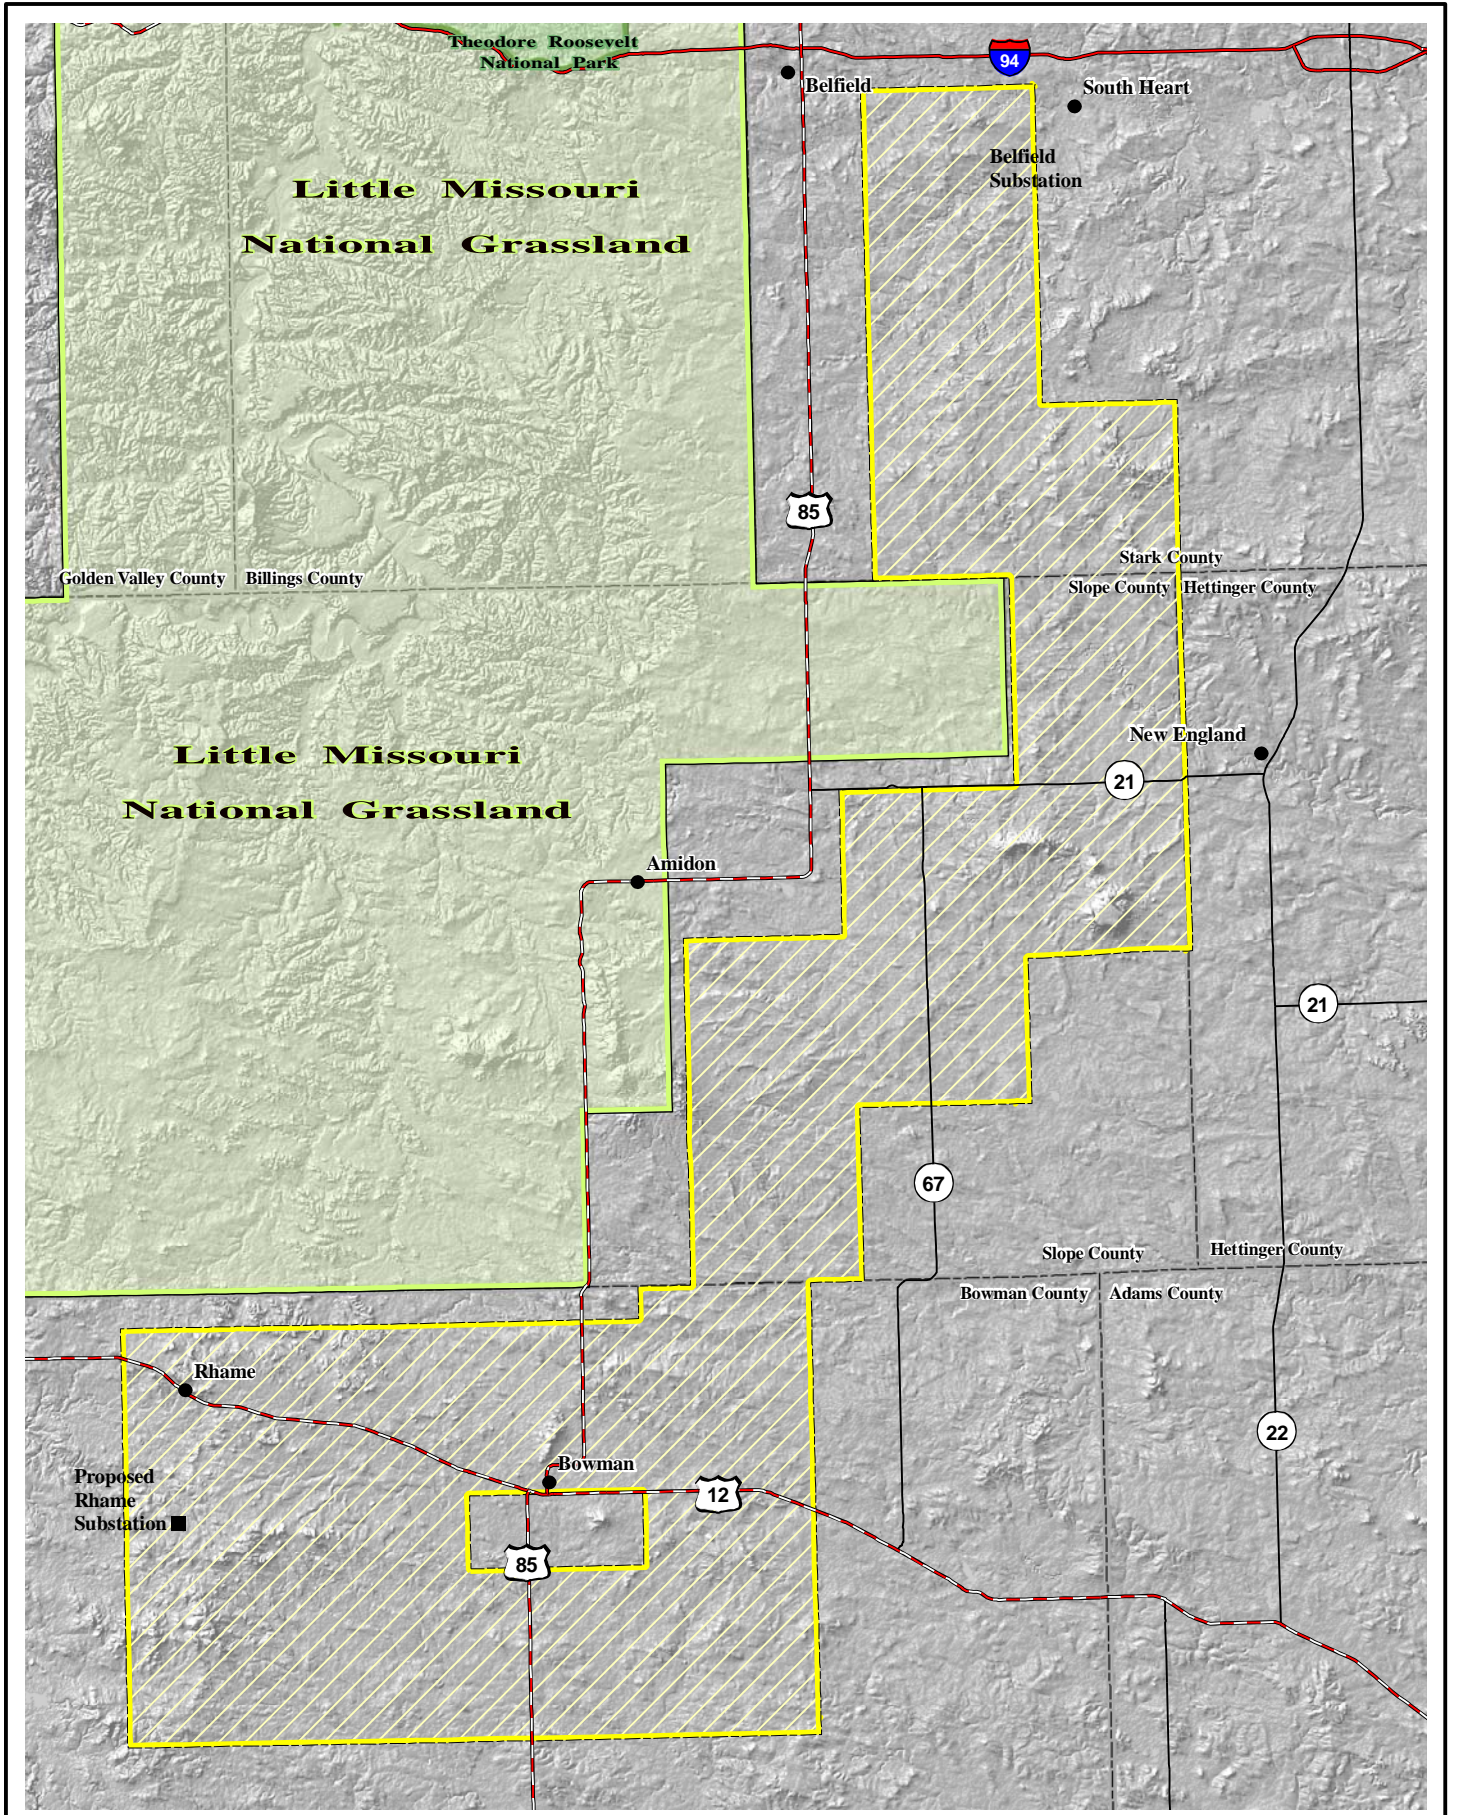 Theodore Roosevelt
National Park
94
Belfield
South Heart
Belfield
Substation
Little Missouri
National Grassland
85
Stark County
Golden Valley County
Billings County
Slope County
Hettinger County
New England
Little Missouri
National Grassland
21
Amidon
21
67
Slope County
Hettinger County
Bowman County
Adams County
Rhame
22
Bowman
Proposed
Rhame
Substation
12
85